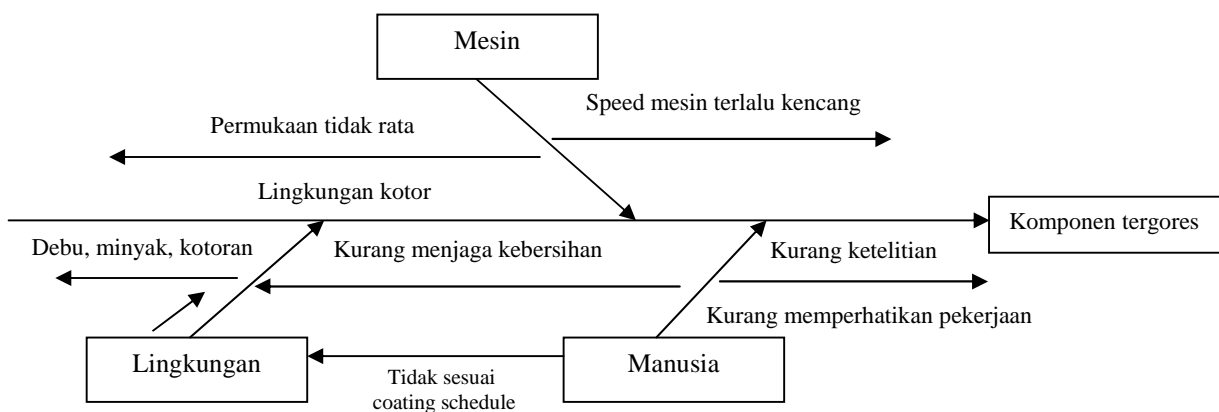 Mesin
Speed mesin terlalu kencang
Permukaan tidak rata
Lingkungan kotor
Komponen tergores
Debu, minyak, kotoran
Kurang menjaga kebersihan
Kurang ketelitian
Kurang memperhatikan pekerjaan
Lingkungan
Manusia
Tidak sesuai
coating schedule